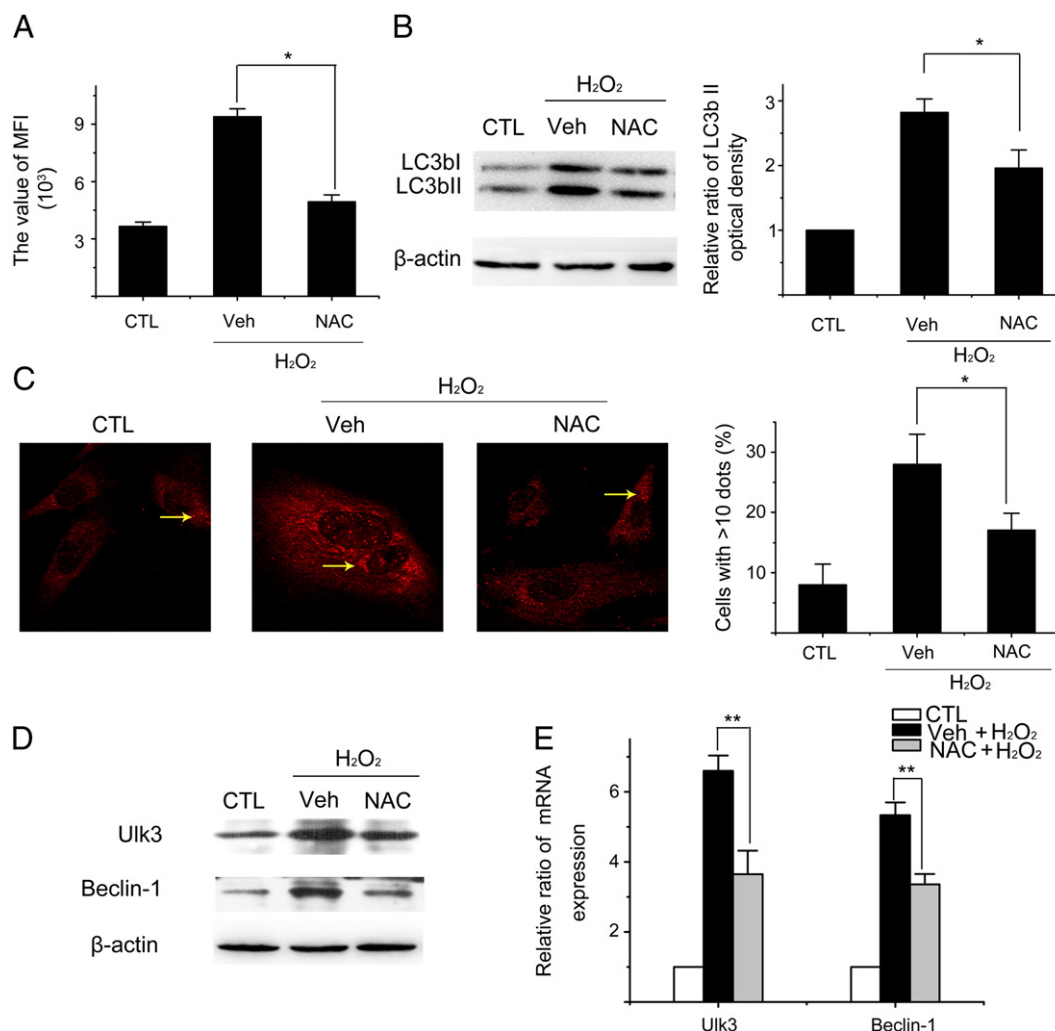 A
The value of MFI
(10³)
9
6
3
*
CTL
Veh
NAC
H₂O₂
B
H₂O₂
CTL
Veh
NAC
LC3bI
LC3bII
β-actin
Relative ratio of LC3b II
optical density
3
2
1
*
CTL
Veh
NAC
H₂O₂
C
H₂O₂
CTL
Veh
NAC
Cells with >10 dots (%)
30
20
10
*
CTL
Veh
NAC
H₂O₂
D
H₂O₂
CTL
Veh
NAC
Ulk3
Beclin-1
β-actin
E
CTL
Veh + H₂O₂
NAC + H₂O₂
Relative ratio of mRNA
expression
6
4
2
1
**
**
Ulk3
Beclin-1